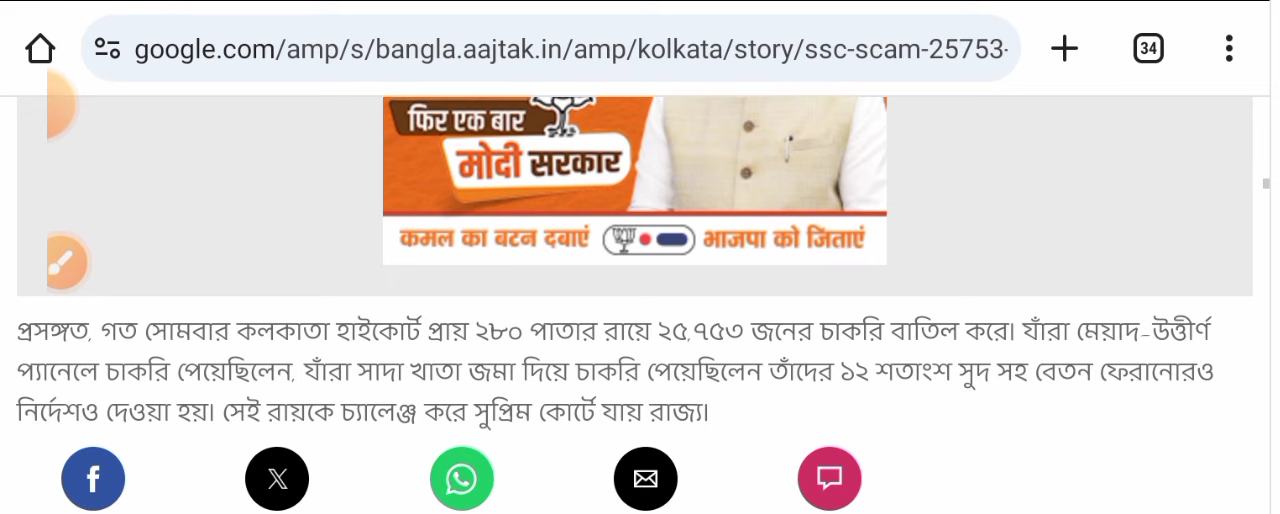 google.com/amp/s/bangla.aajtak.in/amp/kolkata/story/ssc-scam-25753-
34
फिर एक बार
मोदी सरकार
कमल का बटन दबाएं भाजपा को जिताएं
প্রসঙ্গত, গত সোমবার কলকাতা হাইকোর্ট প্রায় ২৮০ পাতার রায়ে ২৫,৭৫৩ জনের চাকরি বাতিল করে। যাঁরা মেয়াদ-উত্তীর্ণ
প্যানেলে চাকরি পেয়েছিলেন, যাঁরা সাদা খাতা জমা দিয়ে চাকরি পেয়েছিলেন তাঁদের ১২ শতাংশ সুদ সহ বেতন ফেরানোরও
নির্দেশও দেওয়া হয়। সেই রায়কে চ্যালেঞ্জ করে সুপ্রিম কোর্টে যায় রাজ্য।